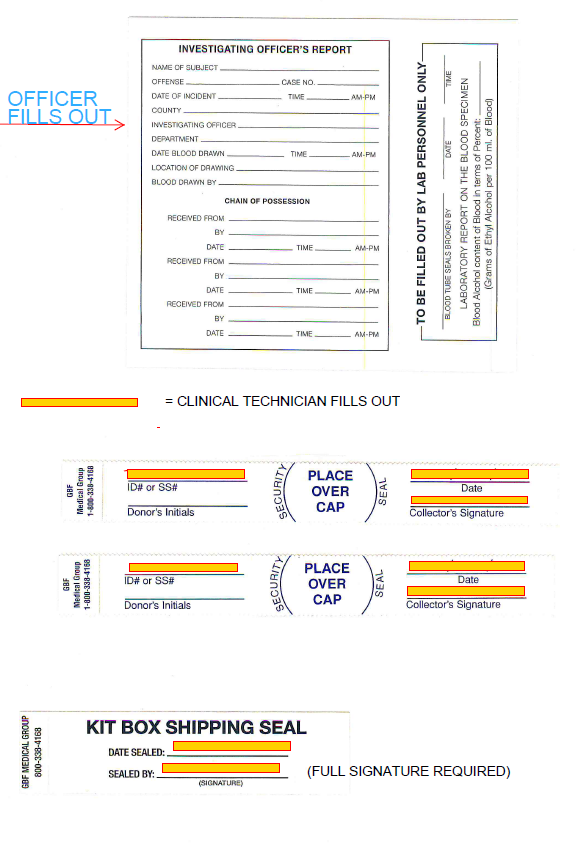 INVESTIGATING OFFICER'S REPORT
NAME OF SUBJECT
OFFENSE CASE NO.
DATE OF INCIDENT TIME AM-PM
COUNTY
INVESTIGATING OFFICER
DEPARTMENT
DATE BLOOD DRAWN TIME AM-PM
LOCATION OF DRAWING
BLOOD DRAWN BY
CHAIN OF POSSESSION
RECEIVED FROM
BY
DATE TIME AM-PM
RECEIVED FROM
BY
DATE TIME AM-PM
RECEIVED FROM
BY
DATE TIME AM-PM
OFFICER
FILLS OUT
TO BE FILLED OUT BY LAB PERSONNEL ONLY
BLOOD TUBE SEALS BROKEN BY DATE TIME
LABORATORY REPORT ON THE BLOOD SPECIMEN
Blood Alcohol content of Blood in terms of Percent:
(Grams of Ethyl Alcohol per 100 ml. of Blood)
= CLINICAL TECHNICIAN FILLS OUT
GBF
Medical Group
1-800-338-4168
ID# or SS#
Donor's Initials
SECURITY
PLACE
OVER
CAP
SEAL
Date
Collector's Signature
GBF
Medical Group
1-800-338-4168
ID# or SS#
Donor's Initials
SECURITY
PLACE
OVER
CAP
SEAL
Date
Collector's Signature
GBF MEDICAL GROUP
800-338-4168
KIT BOX SHIPPING SEAL
DATE SEALED:
SEALED BY:
(SIGNATURE)
(FULL SIGNATURE REQUIRED)